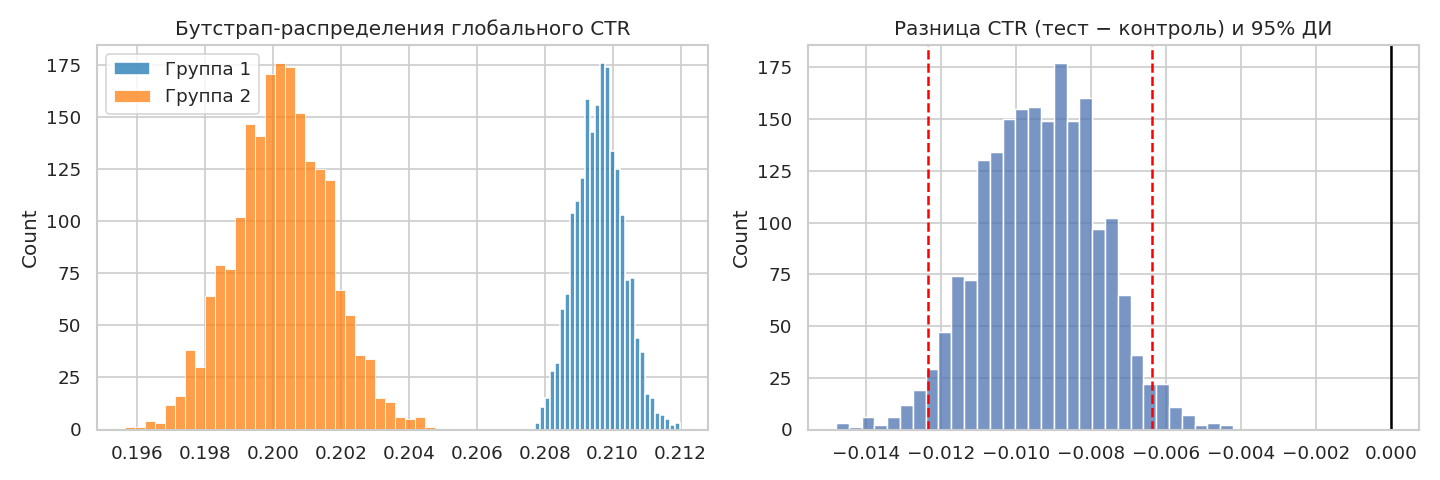 Бутстрап-распределения глобального CTR
Группа 1
Группа 2
Count
175
150
125
100
75
50
25
0
0.196 0.198 0.200 0.202 0.204 0.206 0.208 0.210 0.212
Разница CTR (тест − контроль) и 95% ДИ
Count
175
150
125
100
75
50
25
0
−0.014 −0.012 −0.010 −0.008 −0.006 −0.004 −0.002 0.000